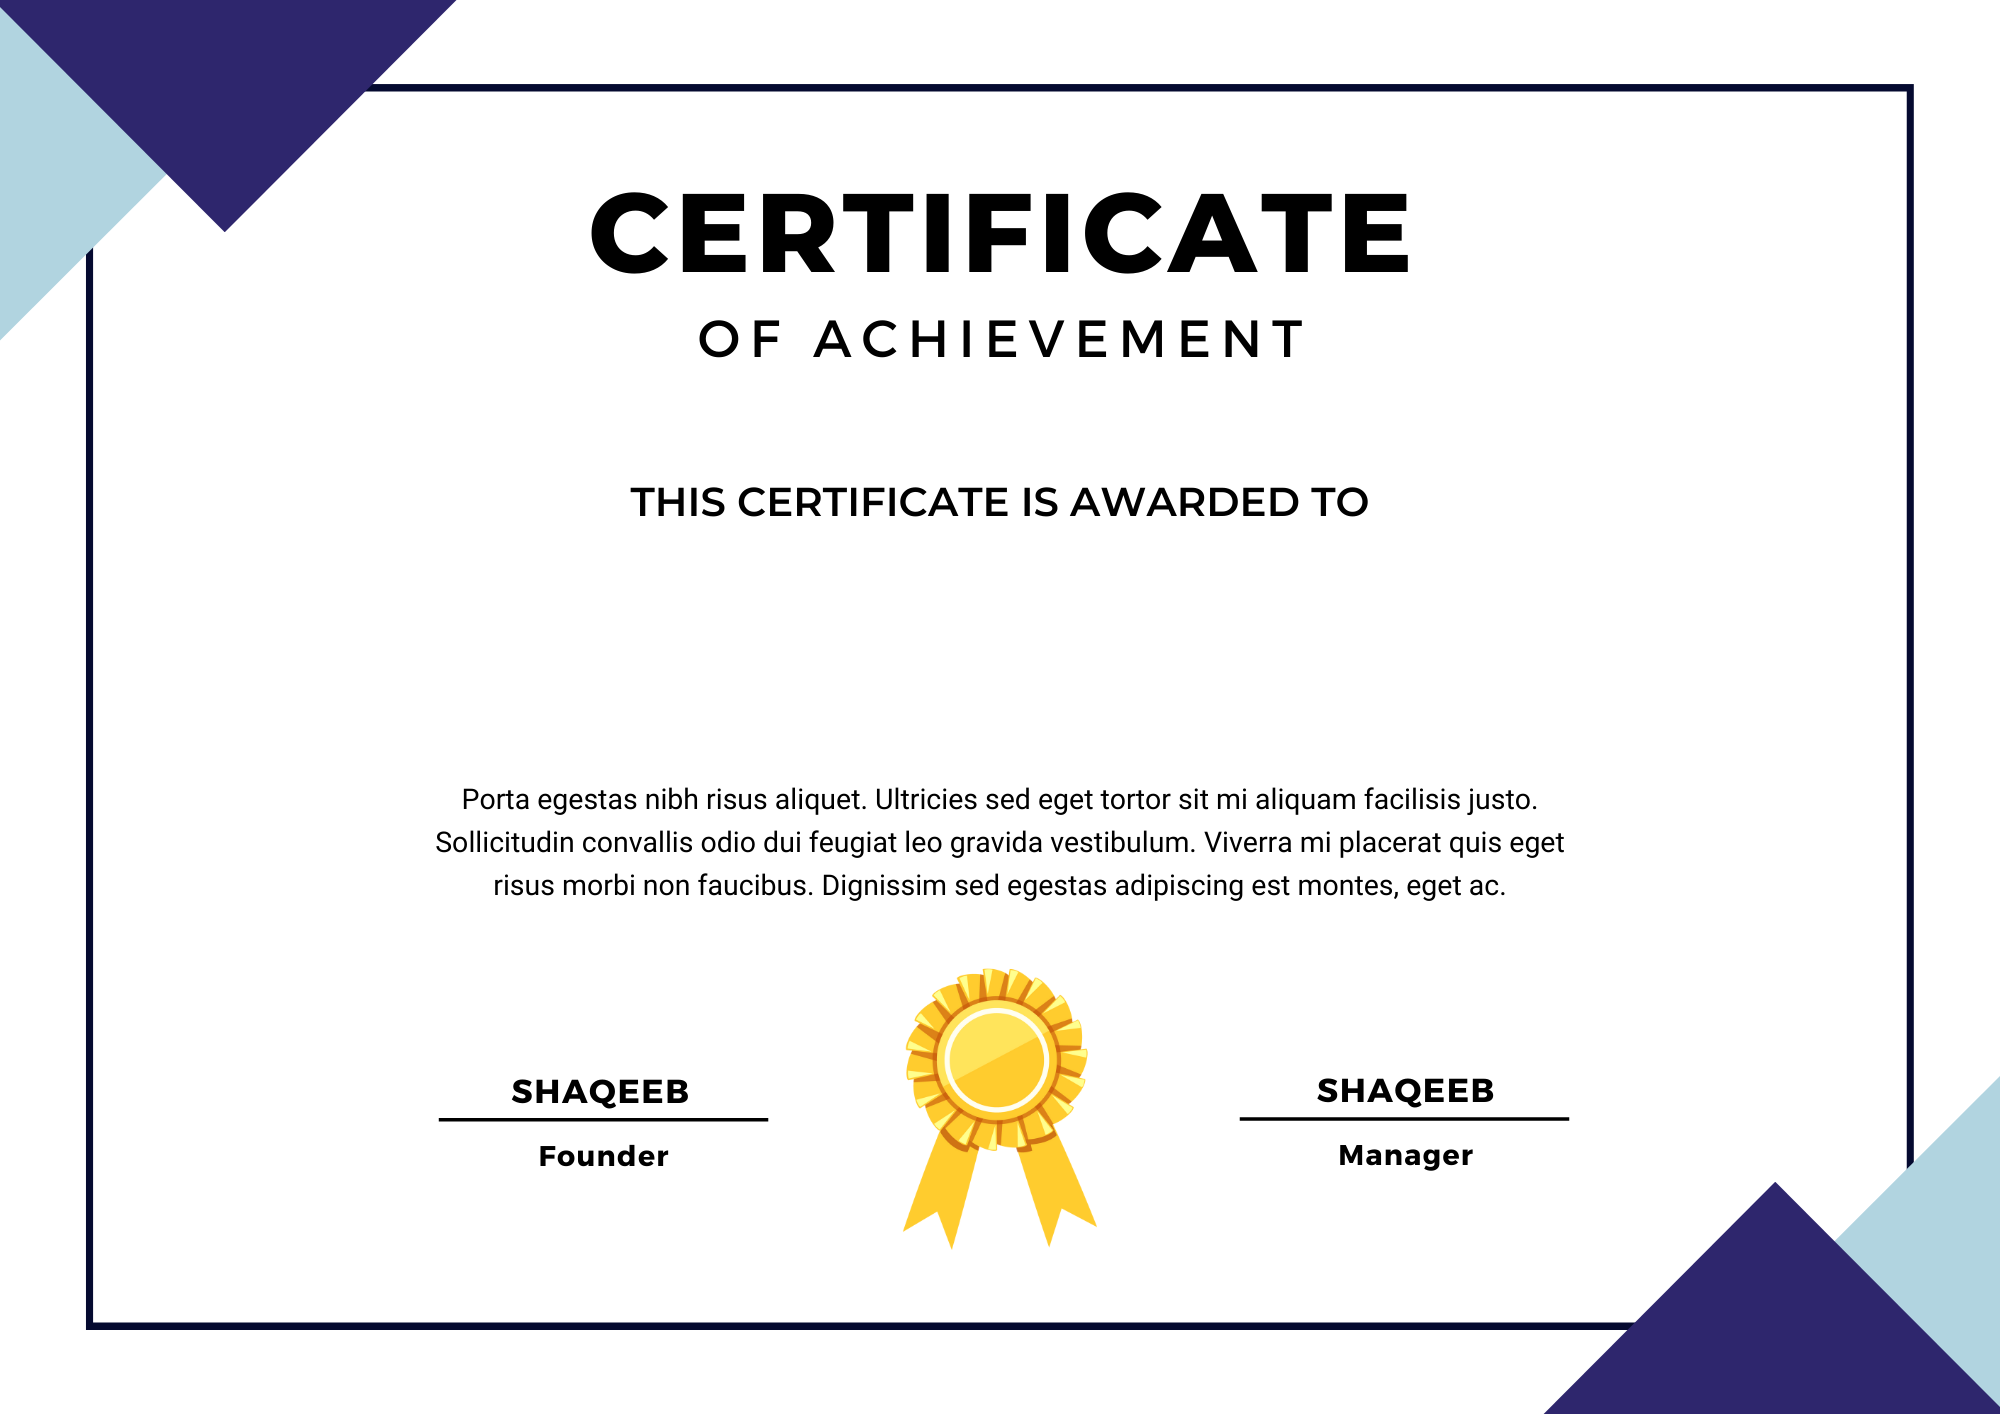 CERTIFICATE
OF ACHIEVEMENT
THIS CERTIFICATE IS AWARDED TO
Porta egestas nibh risus aliquet. Ultricies sed eget tortor sit mi aliquam facilisis justo.
Sollicitudin convallis odio dui feugiat leo gravida vestibulum. Viverra mi placerat quis eget
risus morbi non faucibus. Dignissim sed egestas adipiscing est montes, eget ac.
SHAQEEB
Founder
SHAQEEB
Manager